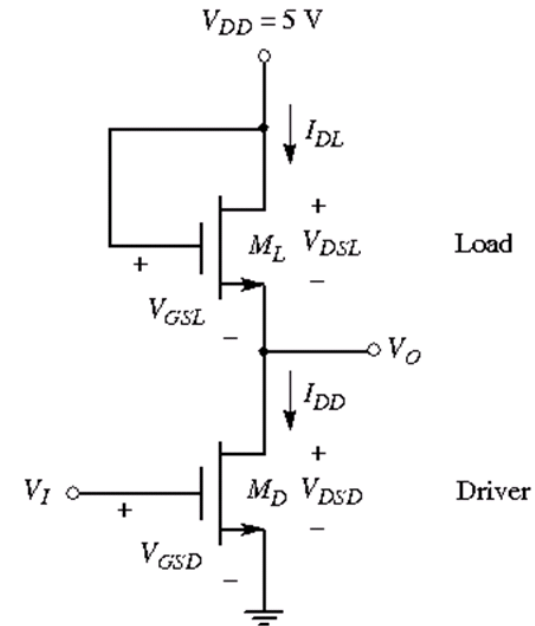 V_DD = 5 V
I_DL
+
M_L V_DSL Load
+
−
V_GSL
−
V_O
I_DD
+
V_I M_D V_DSD Driver
+
−
V_GSD
−